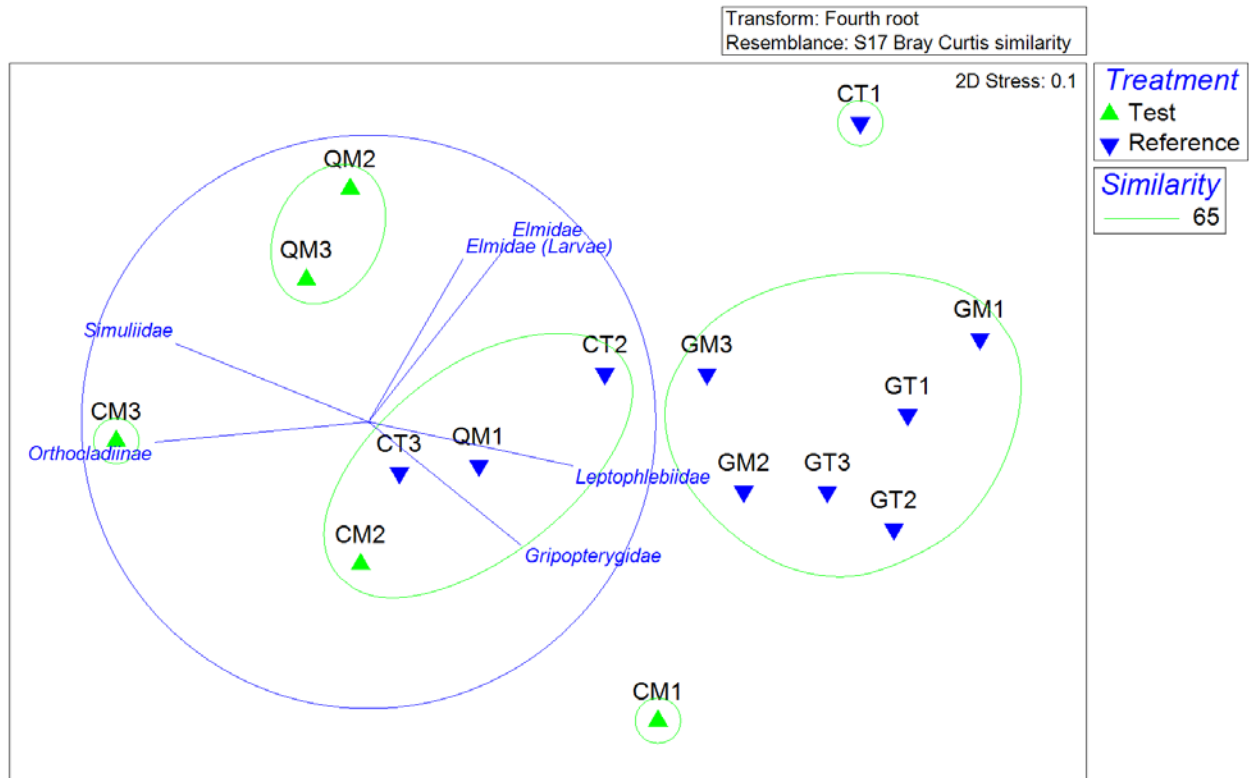 Transform: Fourth root
Resemblance: S17 Bray Curtis similarity
2D Stress: 0.1
Treatment
Test
Reference
Similarity
65
CT1
QM2
Elmidae
Elmidae (Larvae)
QM3
GM1
Simuliidae
CT2
GM3
GT1
CM3
Orthocladiinae
CT3
QM1
Leptophlebiidae
GM2
GT3
GT2
CM2
Gripopterygidae
CM1